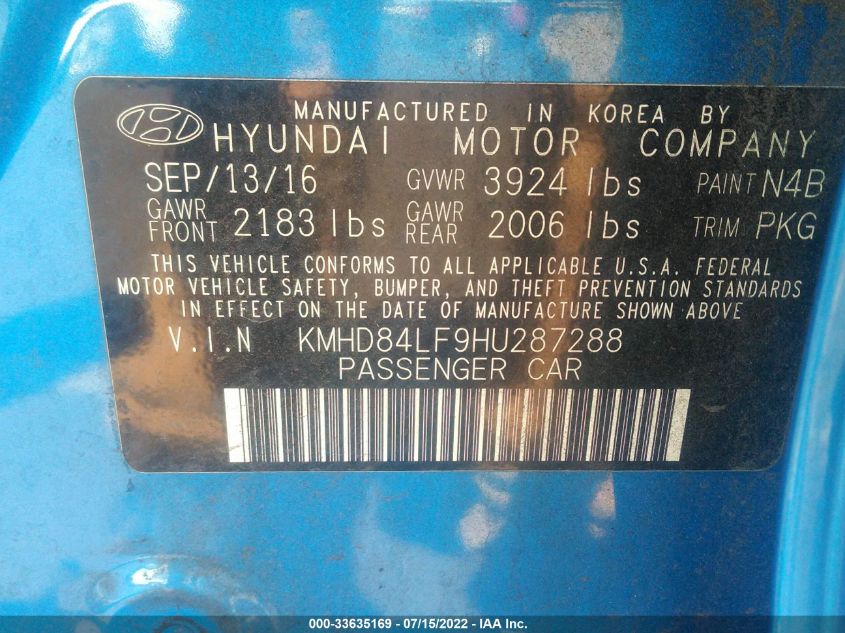 MANUFACTURED IN KOREA BY
HYUNDAI MOTOR COMPANY
SEP/13/16 GVWR 3924 lbs PAINT N4B
GAWR FRONT 2183 lbs GAWR REAR 2006 lbs TRIM PKG
THIS VEHICLE CONFORMS TO ALL APPLICABLE U.S.A. FEDERAL
MOTOR VEHICLE SAFETY, BUMPER, AND THEFT PREVENTION STANDARDS
IN EFFECT ON THE DATE OF MANUFACTURE SHOWN ABOVE
V.I.N KMHD84LF9HU287288
PASSENGER CAR
000-33635169 - 07/15/2022 - IAA Inc.